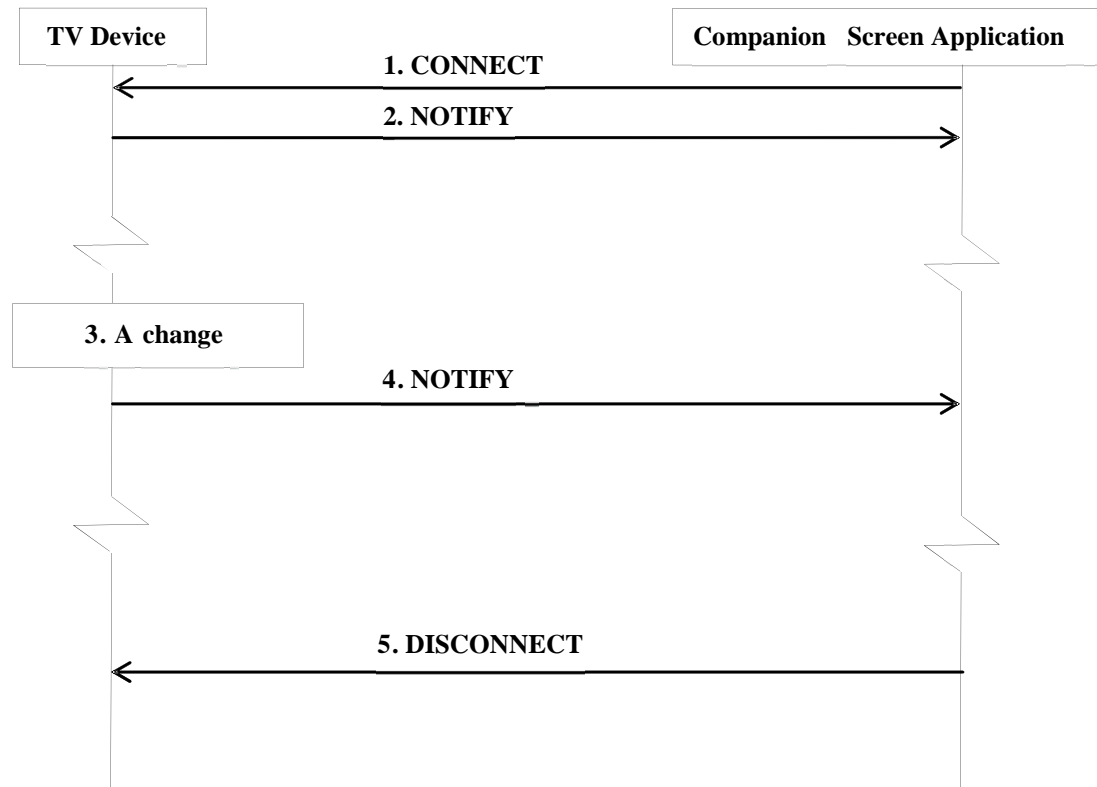 TV Device
Companion Screen Application
1. CONNECT
2. NOTIFY
3. A change
4. NOTIFY
5. DISCONNECT